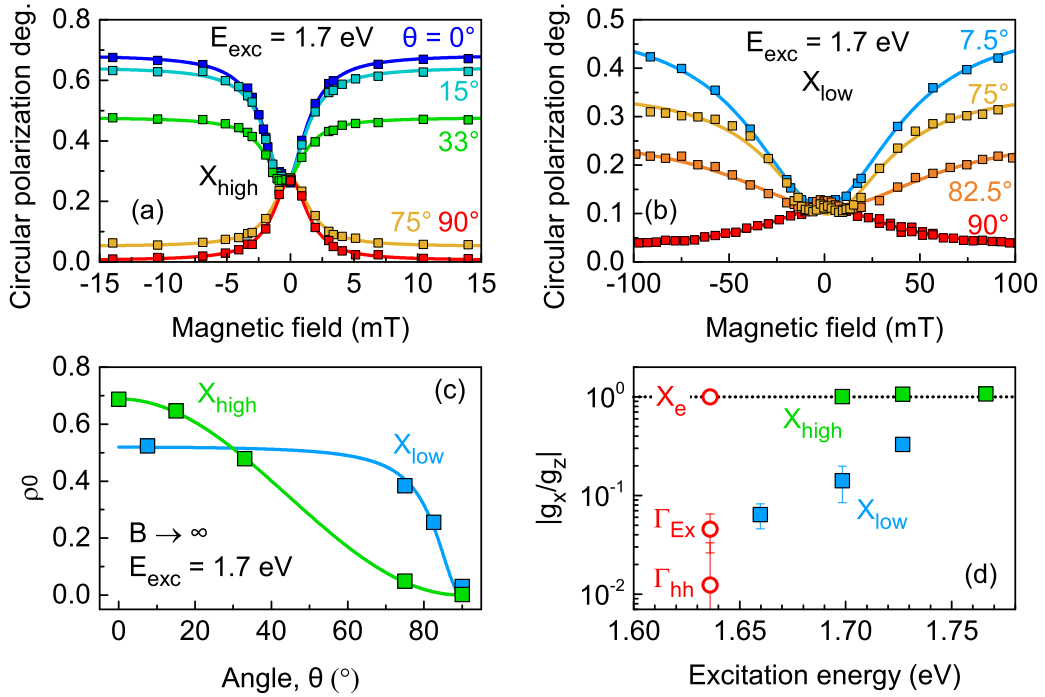 Circular polarization deg.
0.8
0.6
0.4
0.2
0.0
E_exc = 1.7 eV
θ = 0°
15°
33°
X_high
(a)
75° 90°
-15 -10 -5 0 5 10 15
Magnetic field (mT)
Circular polarization deg.
0.5
0.4
0.3
0.2
0.1
0.0
E_exc = 1.7 eV
7.5°
X_low
75°
82.5°
(b)
90°
-100 -50 0 50 100
Magnetic field (mT)
ρ0
0.8
0.6
0.4
0.2
0.0
X_high
(c)
X_low
B → ∞
E_exc = 1.7 eV
0 20 40 60 80
Angle, θ (°)
|g_x/g_z|
10^0
10^-1
10^-2
X_e
X_high
X_low
Γ_Ex
Γ_hh
(d)
1.60 1.65 1.70 1.75
Excitation energy (eV)